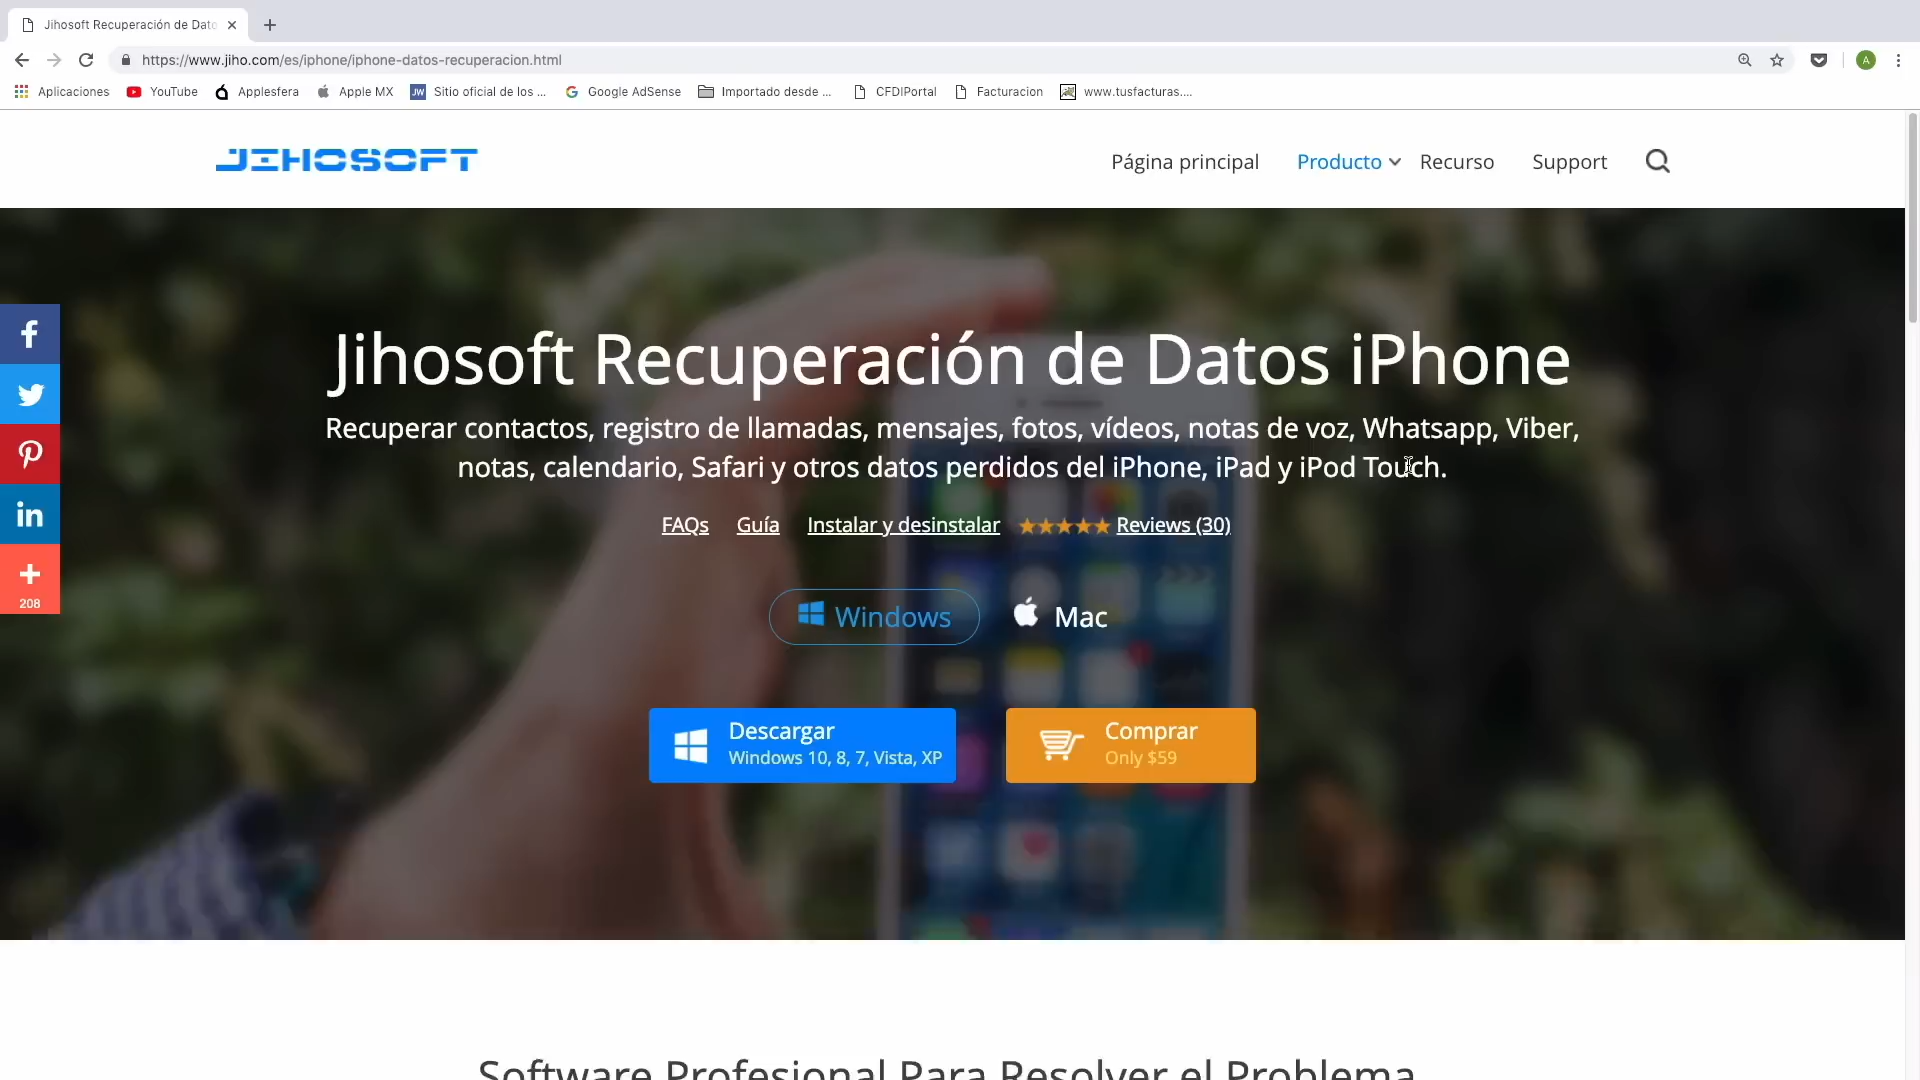 Jihosoft Recuperación de Dato
https://www.jiho.com/es/iphone/iphone-datos-recuperacion.html
A
Aplicaciones YouTube Applesfera Apple MX JW Sitio oficial de los ... G Google AdSense Importado desde ... CFDIPortal Facturacion www.tusfacturas....
JIHOSOFT
Página principal Producto Recurso Support
Jihosoft Recuperación de Datos iPhone
Recuperar contactos, registro de llamadas, mensajes, fotos, vídeos, notas de voz, Whatsapp, Viber,
notas, calendario, Safari y otros datos perdidos del iPhone, iPad y iPod Touch.
FAQs Guía Instalar y desinstalar Reviews (30)
208
Windows Mac
Descargar
Windows 10, 8, 7, Vista, XP
Comprar
Only $59
Software Profesional Para Resolver el Problema